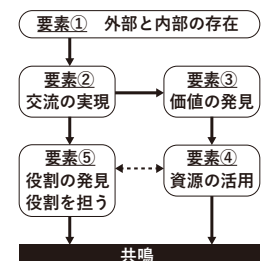 要素① 外部と内部の存在
要素②
交流の実現
要素③
価値の発見
要素⑤
役割の発見
役割を担う
要素④
資源の活用
共鳴